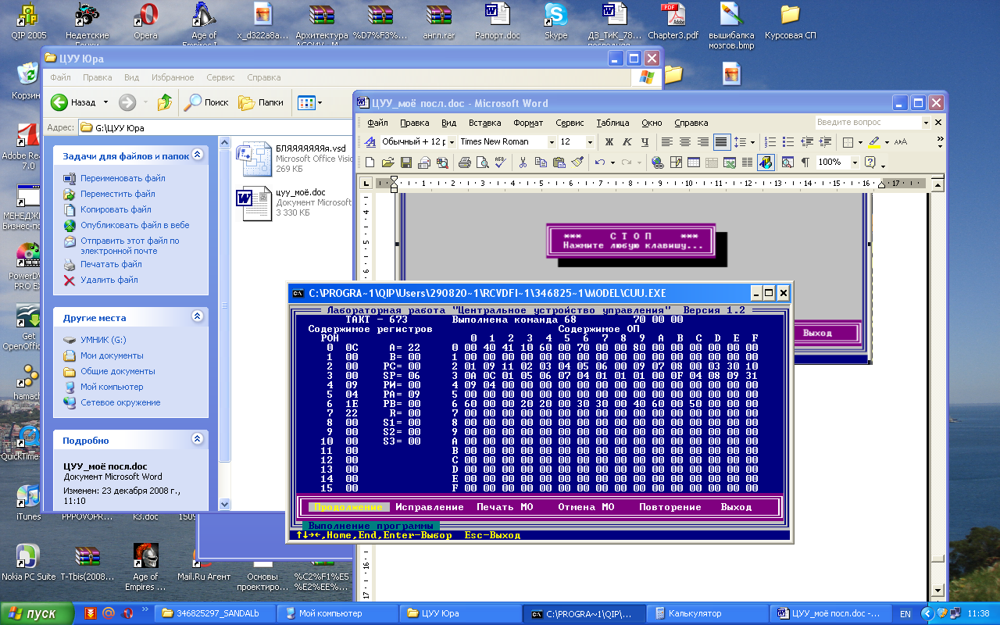 QIP 2005
Недетские
Opera
Age of
Empires I
x_d322a8a...
Архитектура
%D7%F3%...
англ.rar
Рапорт.doc
Skype
ДЗ_ТиК_78...
Chapter3.pdf
вышибалка
мозгов.bmp
Курсовая СП
ЦУУ Юра
Файл Правка Вид Избранное Сервис Справка
Назад Поиск Папки
Адрес: G:\ЦУУ Юра
Задачи для файлов и папок
Переименовать файл
Переместить файл
Копировать файл
Опубликовать файл в вебе
Отправить этот файл по
электронной почте
Печатать файл
Удалить файл
Другие места
УМНИК (G:)
Мои документы
Общие документы
Мой компьютер
Сетевое окружение
Подробно
ЦУУ_моё посл.doc
Документ Microsoft Word
Изменен: 23 декабря 2008 г.,
11:10
БЛЯЯЯЯЯЯЯя.vsd
Microsoft Office Visi
269 КБ
цуу_моё.doc
Документ Microsoft
3 330 КБ
ЦУУ_моё посл.doc - Microsoft Word
Файл Правка Вид Вставка Формат Сервис Таблица Окно Справка Введите вопрос
Обычный + 12 p Times New Roman 12 Ж К Ч
100%
1 2 3 4 5 6 7 8 9 10 11 12 13 14 15 16 17
*** С Т О П ***
Нажмите любую клавишу...
Выход
C:\PROGRA~1\QIP\Users\290820~1\RCVDFI~1\346825~1\MODEL\CUU.EXE
Лабораторная работа "Центральное устройство управления" Версия 1.2
ТАКТ - 673 Выполнена команда 68 70 00 00
Содержимое регистров Содержимое ОП
РОН 0 1 2 3 4 5 6 7 8 9 A B C D E F
0 0C A= 22 0 00 40 41 10 60 00 70 00 00 80 00 00 00 00 00 00
1 00 B= 00 1 00 00 00 00 00 00 00 00 00 00 00 00 00 00 00 00
2 00 PC= 00 2 01 09 11 02 03 04 05 06 00 09 07 08 00 03 30 10
3 00 SP= 06 3 0A 0C 01 05 06 07 04 01 01 01 00 0F 04 08 09 31
4 09 РИ= 00 4 09 04 00 00 00 00 00 00 00 00 00 00 00 00 00 00
5 04 РА= 09 5 00 00 00 00 00 00 00 00 00 00 00 00 00 00 00 00
6 1E РВ= 00 6 60 00 00 20 20 00 30 30 00 40 60 00 50 00 00 00
7 22 R= 00 7 00 00 00 00 00 00 00 00 00 00 00 00 00 00 00 00
8 00 S1= 00 8 00 00 00 00 00 00 00 00 00 00 00 00 00 00 00 00
9 00 S2= 00 9 00 00 00 00 00 00 00 00 00 00 00 00 00 00 00 00
10 00 S3= 00 A 00 00 00 00 00 00 00 00 00 00 00 00 00 00 00 00
11 00 B 00 00 00 00 00 00 00 00 00 00 00 00 00 00 00 00
12 00 C 00 00 00 00 00 00 00 00 00 00 00 00 00 00 00 00
13 00 D 00 00 00 00 00 00 00 00 00 00 00 00 00 00 00 00
14 00 E 00 00 00 00 00 00 00 00 00 00 00 00 00 00 00 00
15 00 F 00 00 00 00 00 00 00 00 00 00 00 00 00 00 00 00
Продолжение Исправление Печать МО Отмена МО Повторение Выход
Выполнение программы
↑↓→←,Home,End,Enter-Выбор Esc-Выход
Корзин
Adobe Re
7.0
МЕНЕДЖ
Бизнес-по
PowerDV
PRO E
Get
OpenOffic
hamac
QuickTime
iTunes
PPPOVOPR...
k3.doc
Nokia PC Suite
T-Tbis(2008...
Age of
Empires ...
Mail.Ru Агент
Основы
проектиро...
%C2%F1%E5
%E2%EE%...
пуск
346825297_SANDALb
Мой компьютер
ЦУУ Юра
C:\PROGRA~1\QIP\...
Калькулятор
ЦУУ_моё посл.doc -...
EN
11:38